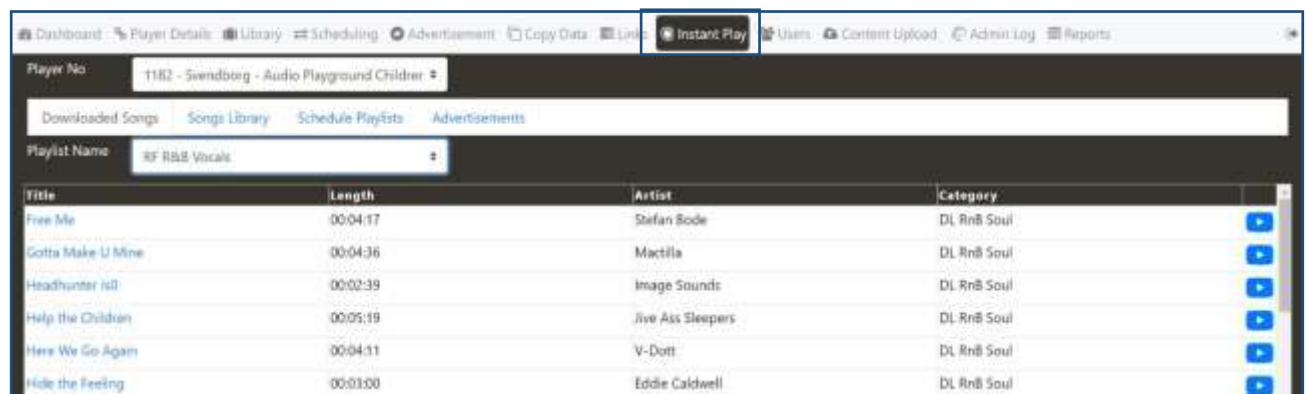 Dashboard Player Details Library Scheduling Advertisement Copy Data Links Instant Play Users Content Upload Admin Log Reports
Player No 1182 - Svendborg - Audio Playground Childrer
Downloaded Songs Songs Library Schedule Playlists Advertisements
Playlist Name RF R&B Vocals
Title Length Artist Category
Free Me 00:04:17 Stefan Bode DL RnB Soul
Gotta Make U Mine 00:04:36 Mactilla DL RnB Soul
Headhunter 00:02:39 Image Sounds DL RnB Soul
Help the Children 00:05:19 Jive Ass Sleepers DL RnB Soul
Here We Go Again 00:04:11 V-Dott DL RnB Soul
Hide the Feeling 00:03:00 Eddie Caldwell DL RnB Soul